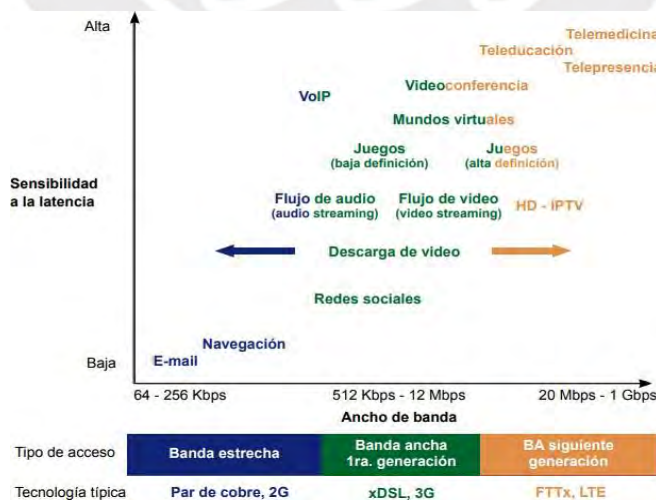 Alta
Telemedicina
Teleducación
Telepresencia
VoIP
Videoconferencia
Mundos virtuales
Juegos
(baja definición)
Juegos
(alta definición)
Sensibilidad
a la latencia
Flujo de audio
(audio streaming)
Flujo de video
(video streaming)
HD - IPTV
Descarga de video
Redes sociales
Navegación
E-mail
Baja
64 - 256 Kbps
512 Kbps - 12 Mbps
20 Mbps - 1 Gbps
Ancho de banda
Tipo de acceso
Banda estrecha
Banda ancha
1ra. generación
BA siguiente
generación
Tecnología típica
Par de cobre, 2G
xDSL, 3G
FTTx, LTE